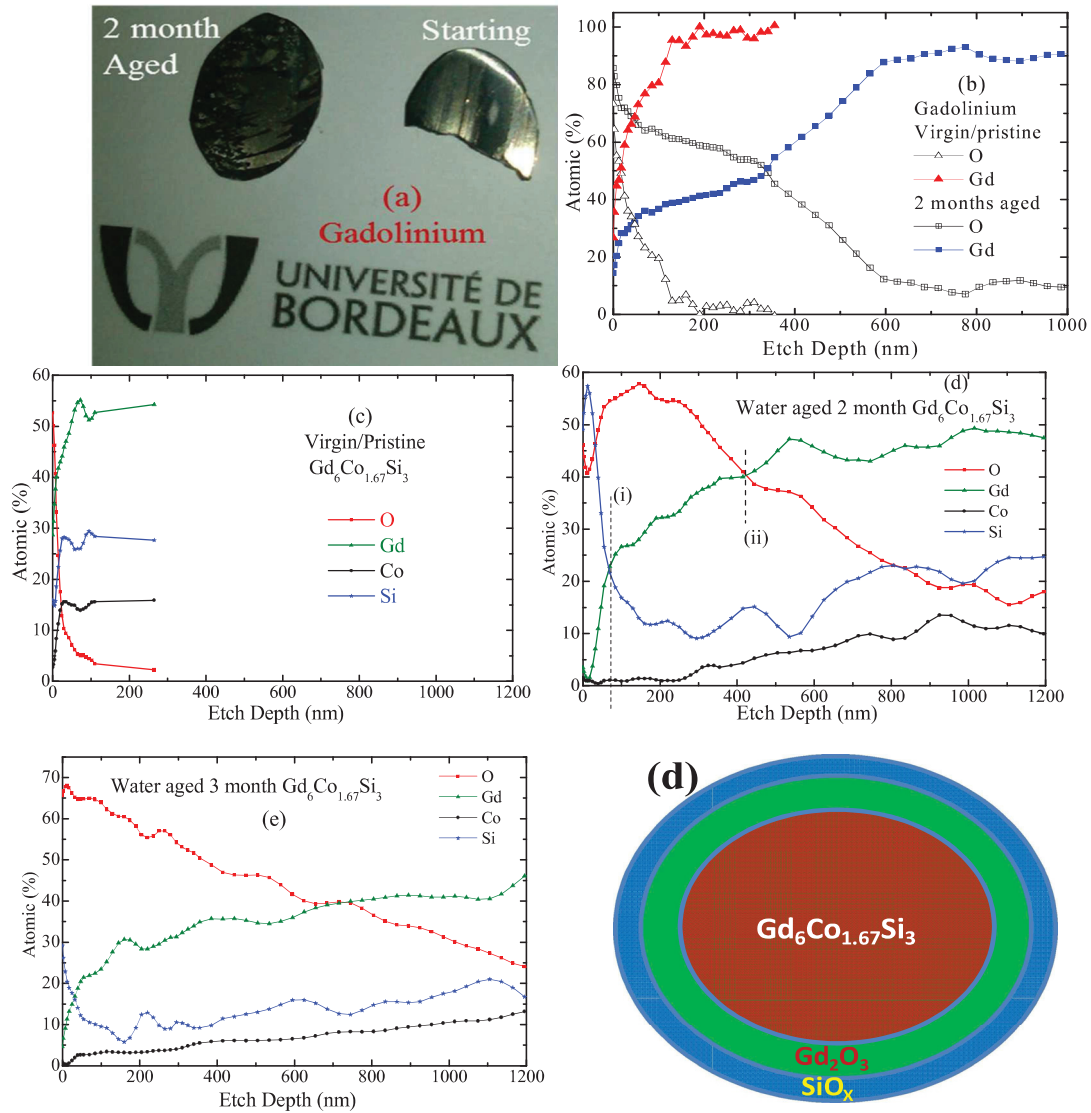 2 month
Aged
Starting
(a)
Gadolinium
UNIVERSITÉ DE
BORDEAUX
100
80
60
40
20
0
Atomic (%)
0 200 400 600 800 1000
Etch Depth (nm)
(b)
Gadolinium
Virgin/pristine
O
Gd
2 months aged
O
Gd
60
50
40
30
20
10
0
Atomic (%)
0 200 400 600 800 1000 1200
Etch Depth (nm)
(c)
Virgin/Pristine
Gd₆Co₁.₆₇Si₃
O
Gd
Co
Si
60
50
40
30
20
10
0
Atomic (%)
0 200 400 600 800 1000 1200
Etch Depth (nm)
(d)
Water aged 2 month Gd₆Co₁.₆₇Si₃
O
Gd
Co
Si
(i)
(ii)
70
60
50
40
30
20
10
0
Atomic (%)
0 200 400 600 800 1000 1200
Etch Depth (nm)
Water aged 3 month Gd₆Co₁.₆₇Si₃
(e)
O
Gd
Co
Si
(d)
Gd₆Co₁.₆₇Si₃
Gd₂O₃
SiOₓ